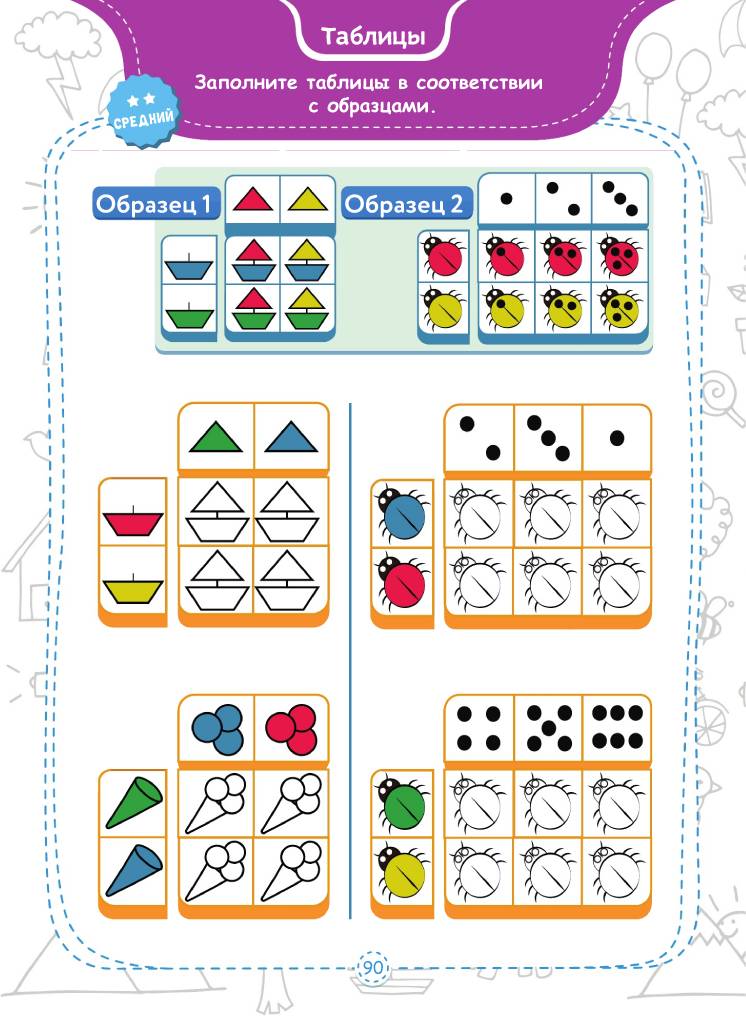 Таблицы
Заполните таблицы в соответствии
с образцами.
СРЕДНИЙ
Образец 1
Образец 2
90